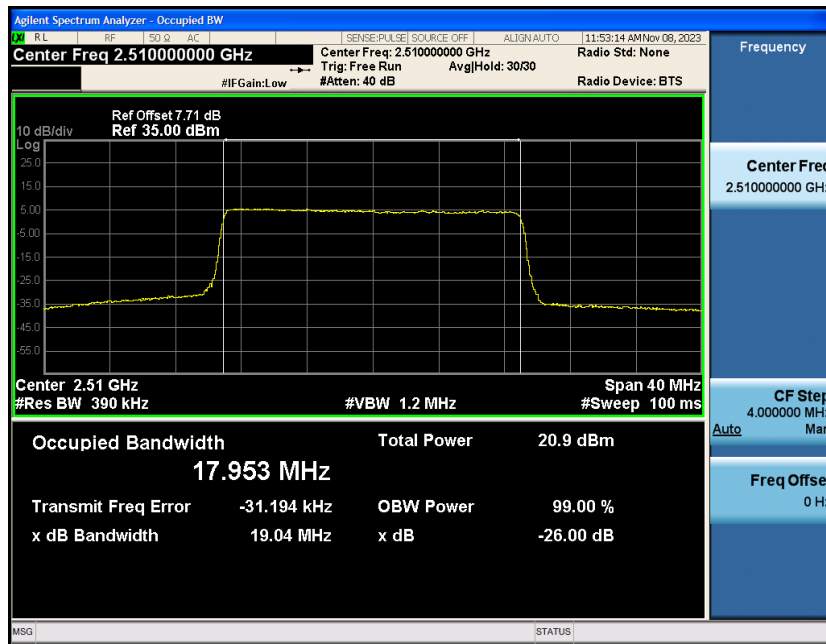 Agilent Spectrum Analyzer - Occupied BW
LXI RL RF 50 Ω AC SENSE:PULSE SOURCE OFF ALIGN AUTO 11:53:14 AM Nov 08, 2023
Center Freq 2.510000000 GHz
Center Freq: 2.510000000 GHz
Radio Std: None
Trig: Free Run Avg|Hold: 30/30
#IFGain:Low
#Atten: 40 dB
Radio Device: BTS
Ref Offset 7.71 dB
10 dB/div Ref 35.00 dBm
Log
25.0
15.0
5.00
-5.00
-15.0
-25.0
-35.0
-45.0
-55.0
Center 2.51 GHz Span 40 MHz
#Res BW 390 kHz #VBW 1.2 MHz #Sweep 100 ms
Occupied Bandwidth Total Power 20.9 dBm
17.953 MHz
Transmit Freq Error -31.194 kHz OBW Power 99.00 %
x dB Bandwidth 19.04 MHz x dB -26.00 dB
MSG STATUS
Frequency
Center Freq
2.510000000 GHz
CF Step
4.000000 MHz
Auto Man
Freq Offset
0 Hz